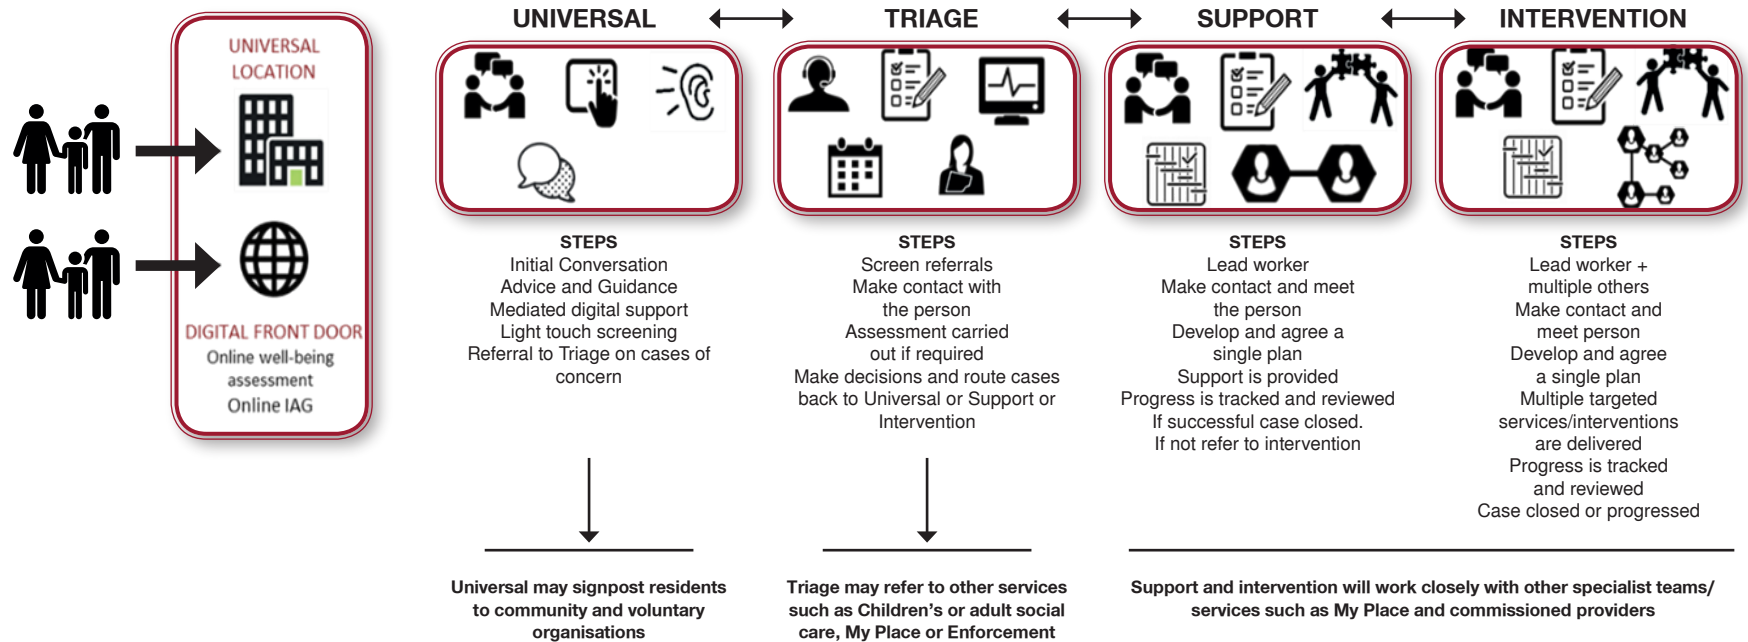 UNIVERSAL
LOCATION
DIGITAL FRONT DOOR
Online well-being
assessment
Online IAG
UNIVERSAL
STEPS
Initial Conversation
Advice and Guidance
Mediated digital support
Light touch screening
Referral to Triage on cases of
concern
Universal may signpost residents
to community and voluntary
organisations
TRIAGE
STEPS
Screen referrals
Make contact with
the person
Assessment carried
out if required
Make decisions and route cases
back to Universal or Support or
Intervention
Triage may refer to other services
such as Children’s or adult social
care, My Place or Enforcement
SUPPORT
STEPS
Lead worker
Make contact and meet
the person
Develop and agree a
single plan
Support is provided
Progress is tracked and reviewed
If successful case closed.
If not refer to intervention
INTERVENTION
STEPS
Lead worker +
multiple others
Make contact and
meet person
Develop and agree
a single plan
Multiple targeted
services/interventions
are delivered
Progress is tracked
and reviewed
Case closed or progressed
Support and intervention will work closely with other specialist teams/
services such as My Place and commissioned providers